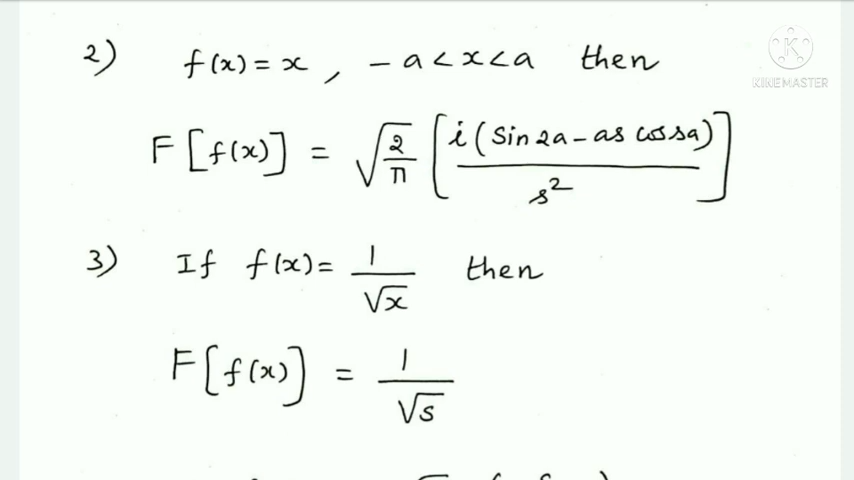 2) f(x) = x , -a < x < a then
KINEMASTER
F[f(x)] = √(2/π) [i(Sin 2a - as cos sa) / s²]
3) If f(x) = 1/√x then
F[f(x)] = 1/√s